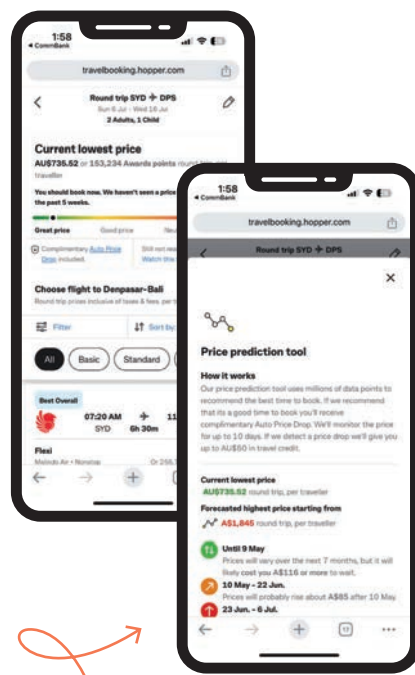 1:58
◀ CommBank
travelbooking.hopper.com
Round trip SYD ✈ DPS
Sun 6 Jul - Wed 16 Jul
2 Adults, 1 Child
Current lowest price
AU$735.52 or 153,234 Awards points round trip, per
traveller
You should book now. We haven't seen a price
the past 5 weeks.
Great price
Good price
Complimentary Auto Price
Drop included.
Still not
Watch this
Choose flight to Denpasar-Bali
Round trip prices inclusive of taxes & fees, per
Filter
Sort by
All
Basic
Standard
Best Overall
07:20 AM
11
SYD
6h 30m
Flexi
Malindo Air • Nonstop
1:58
◀ CommBank
travelbooking.hopper.com
Round trip SYD ✈ DPS
Price prediction tool
How it works
Our price prediction tool uses millions of data points to
recommend the best time to book. If we recommend
that its a good time to book you'll receive
complimentary Auto Price Drop. We'll monitor the price
for up to 10 days. If we detect a price drop we'll give you
up to AU$50 in travel credit.
Current lowest price
AU$735.52 round trip, per traveller
Forecasted highest price starting from
A$1,845 round trip, per traveller
Until 9 May
Prices will vary over the next 7 months, but it will
likely cost you A$116 or more to wait.
10 May - 22 Jun.
Prices will probably rise about A$85 after 10 May
23 Jun. - 6 Jul.